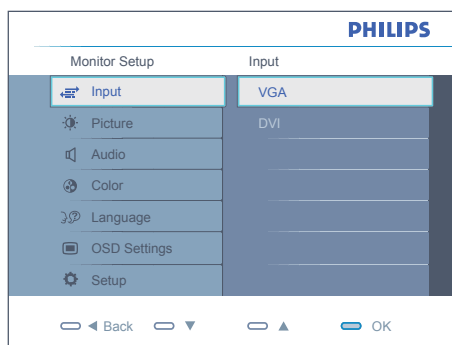 PHILIPS
Monitor Setup Input
Input VGA
Picture DVI
Audio
Color
Language
OSD Settings
Setup
Back OK